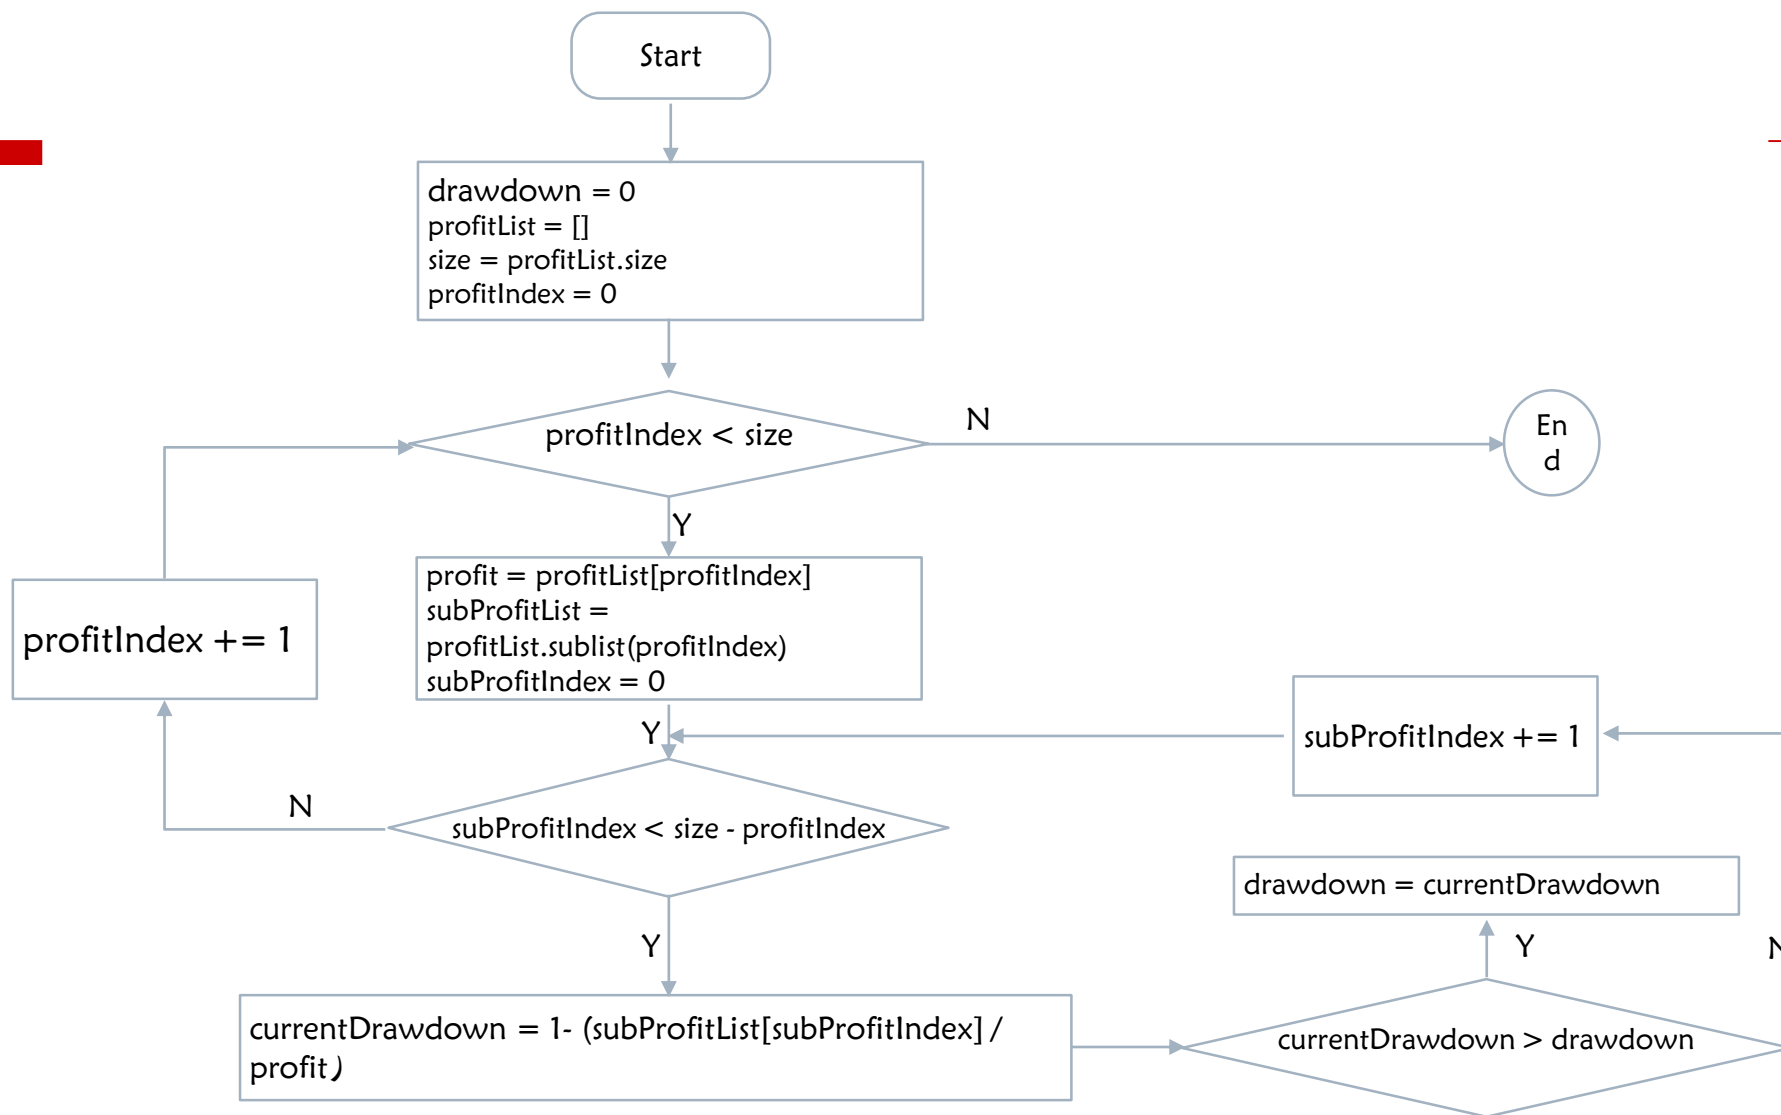 Start
drawdown = 0
profitList = []
size = profitList.size
profitIndex = 0
profitIndex < size
N
En
d
Y
profit = profitList[profitIndex]
subProfitList =
profitList.sublist(profitIndex)
subProfitIndex = 0
profitIndex += 1
Y
subProfitIndex += 1
N
subProfitIndex < size - profitIndex
drawdown = currentDrawdown
Y
Y
N
currentDrawdown = 1- (subProfitList[subProfitIndex] /
profit)
currentDrawdown > drawdown